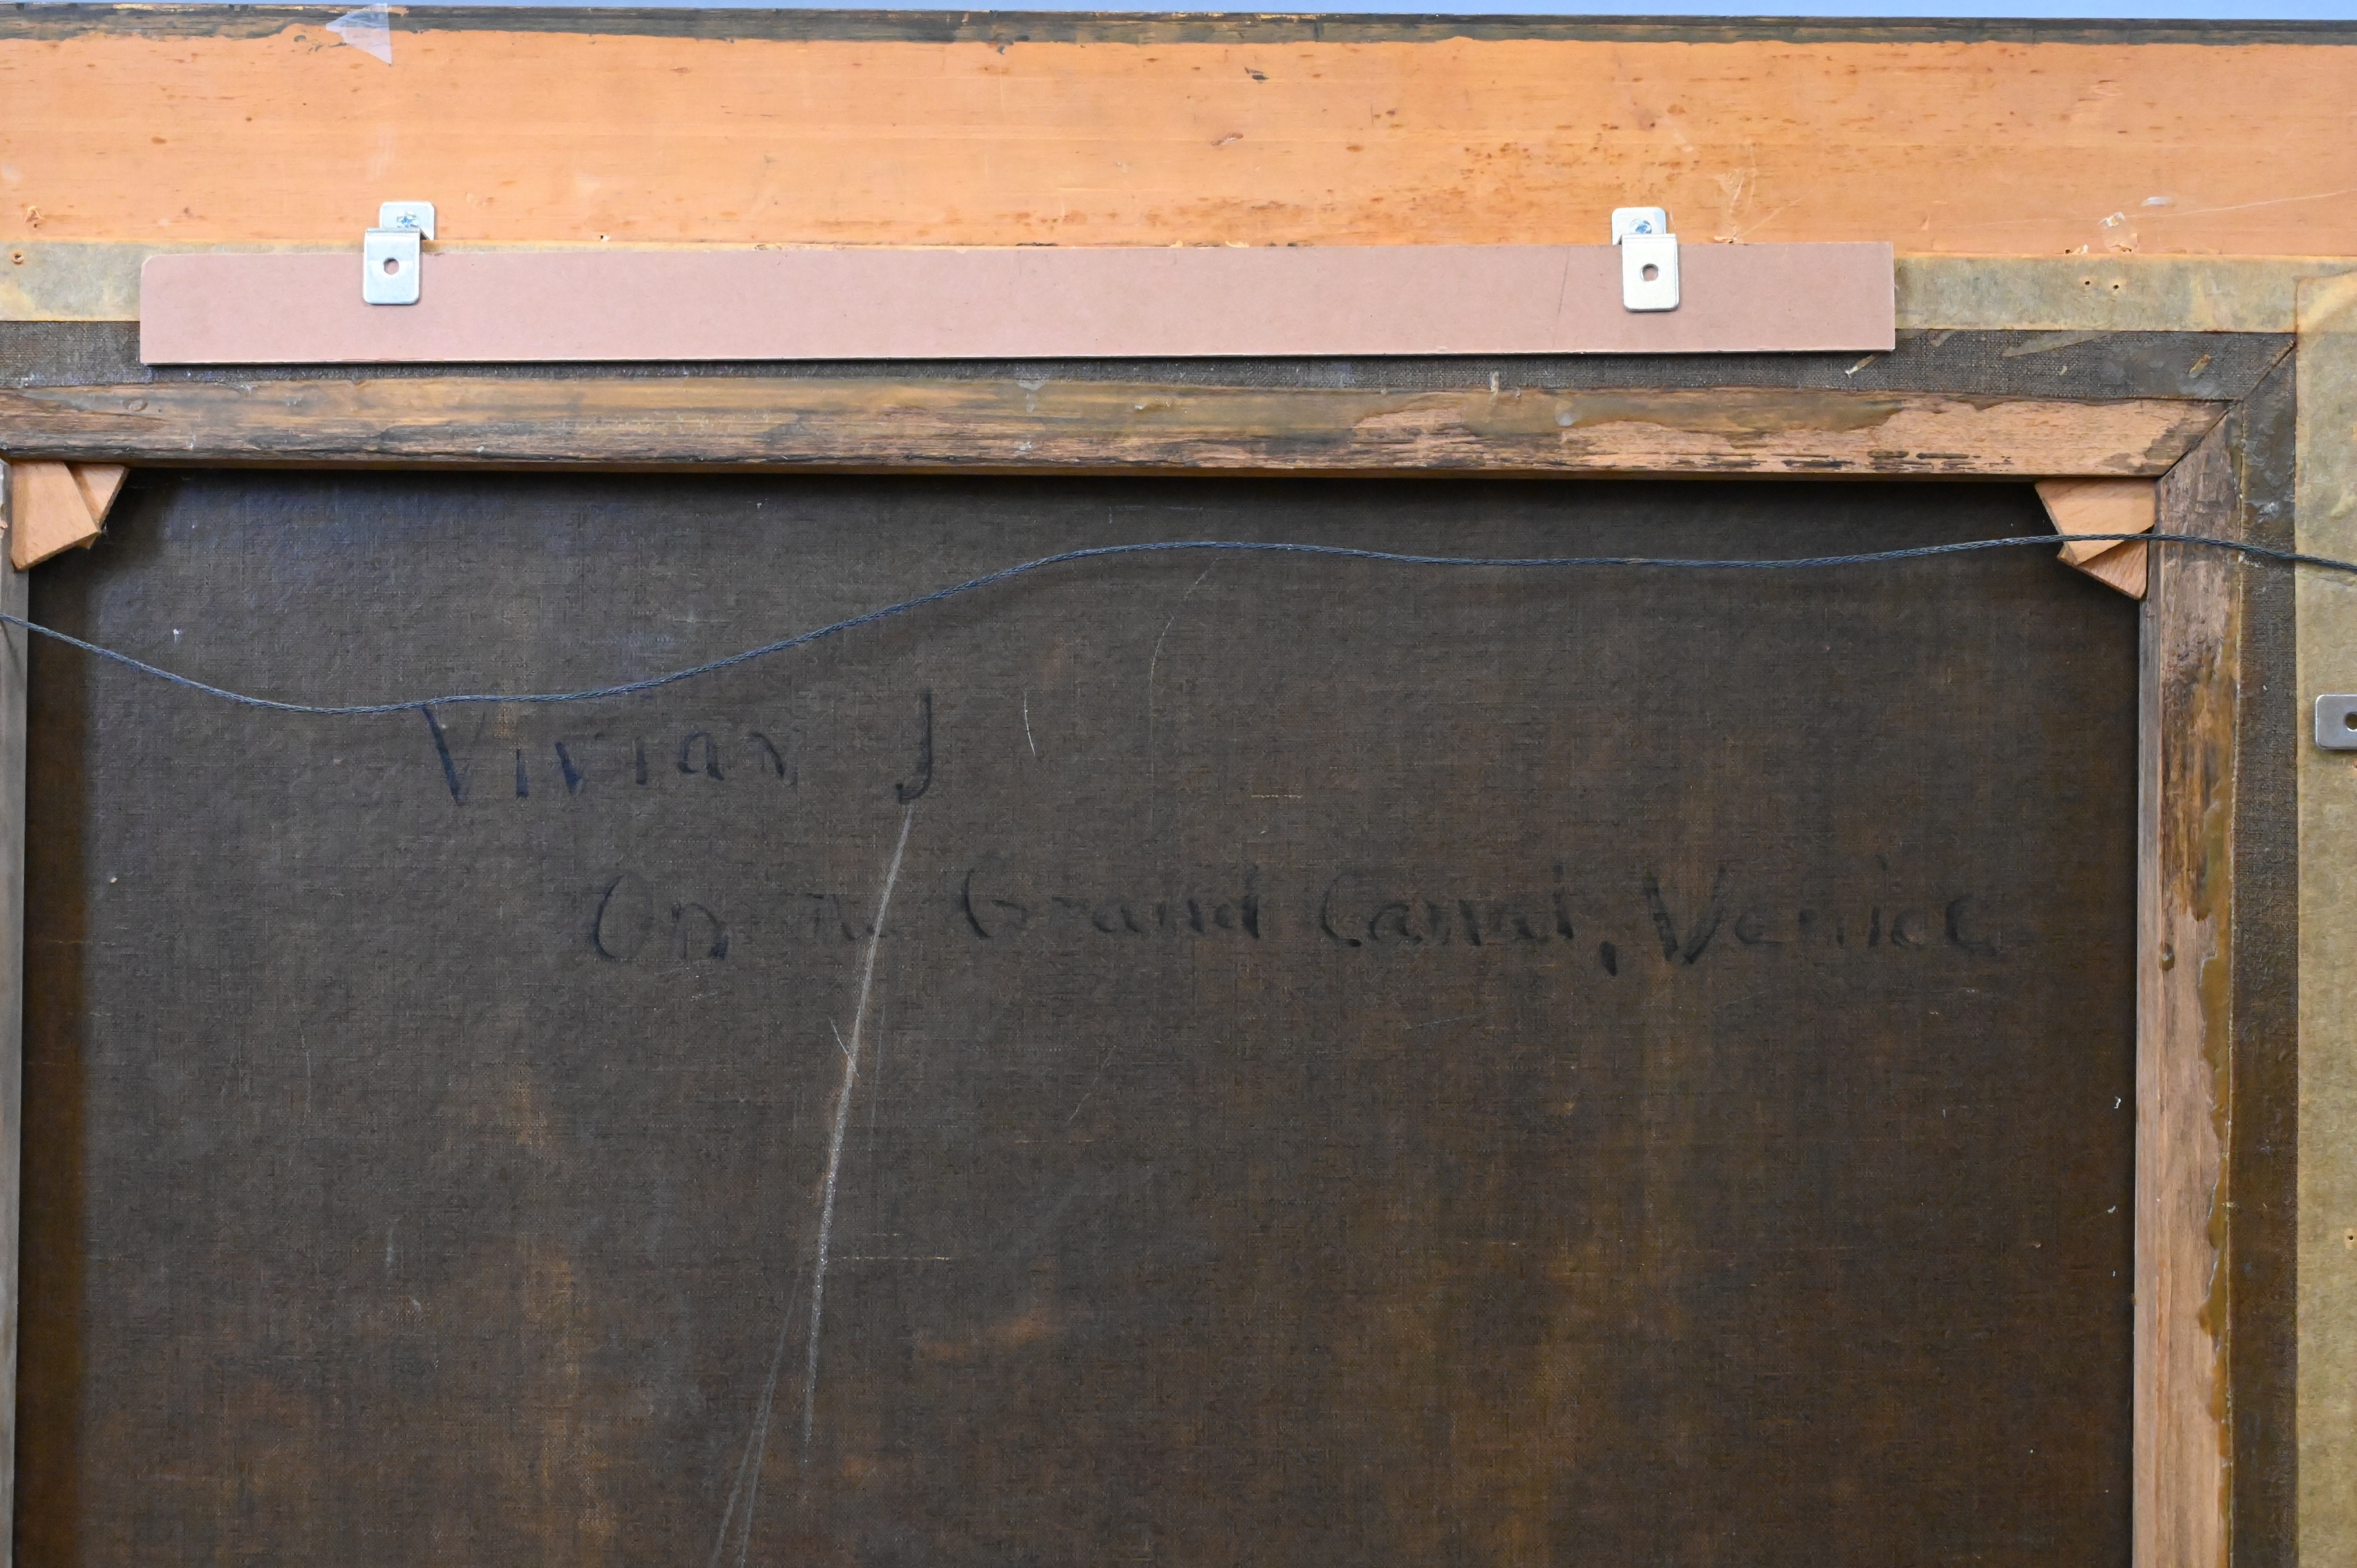 Vivian J
On the Grand Canal, Venice